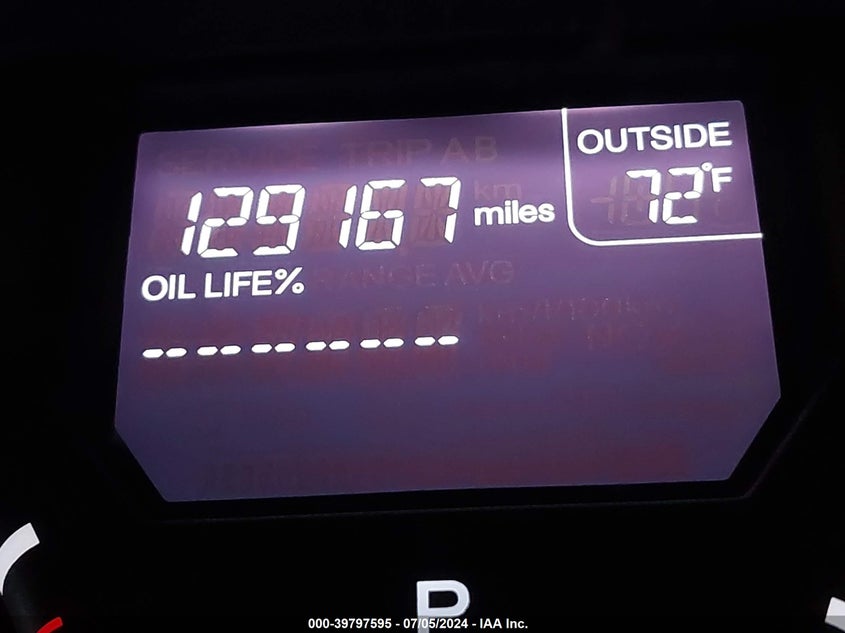 OUTSIDE
72°F
129167 miles
OIL LIFE%
------
P
000-39797595 - 07/05/2024 - IAA Inc.